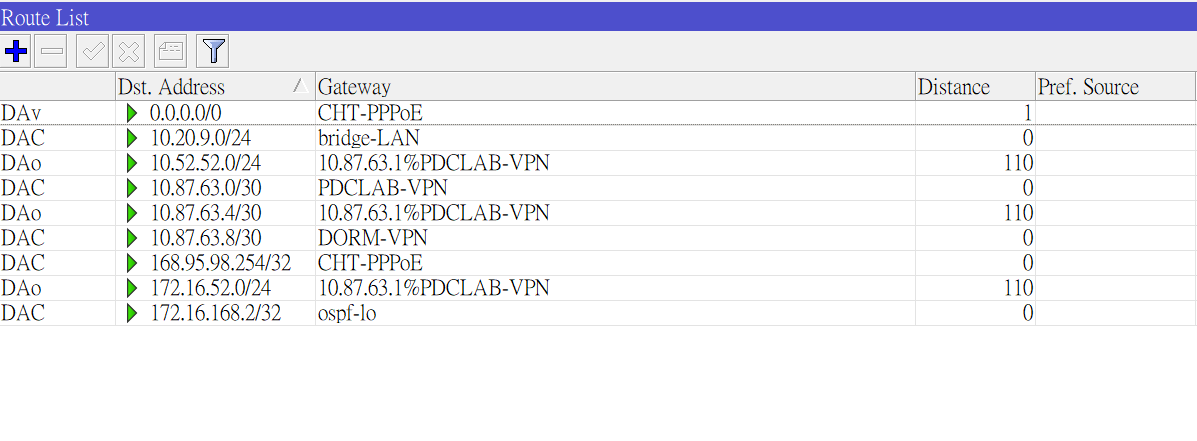 Route List
Dst. Address Gateway Distance Pref. Source
DAv 0.0.0.0/0 CHT-PPPoE 1
DAC 10.20.9.0/24 bridge-LAN 0
DAo 10.52.52.0/24 10.87.63.1%PDCLAB-VPN 110
DAC 10.87.63.0/30 PDCLAB-VPN 0
DAo 10.87.63.4/30 10.87.63.1%PDCLAB-VPN 110
DAC 10.87.63.8/30 DORM-VPN 0
DAC 168.95.98.254/32 CHT-PPPoE 0
DAo 172.16.52.0/24 10.87.63.1%PDCLAB-VPN 110
DAC 172.16.168.2/32 ospf-lo 0